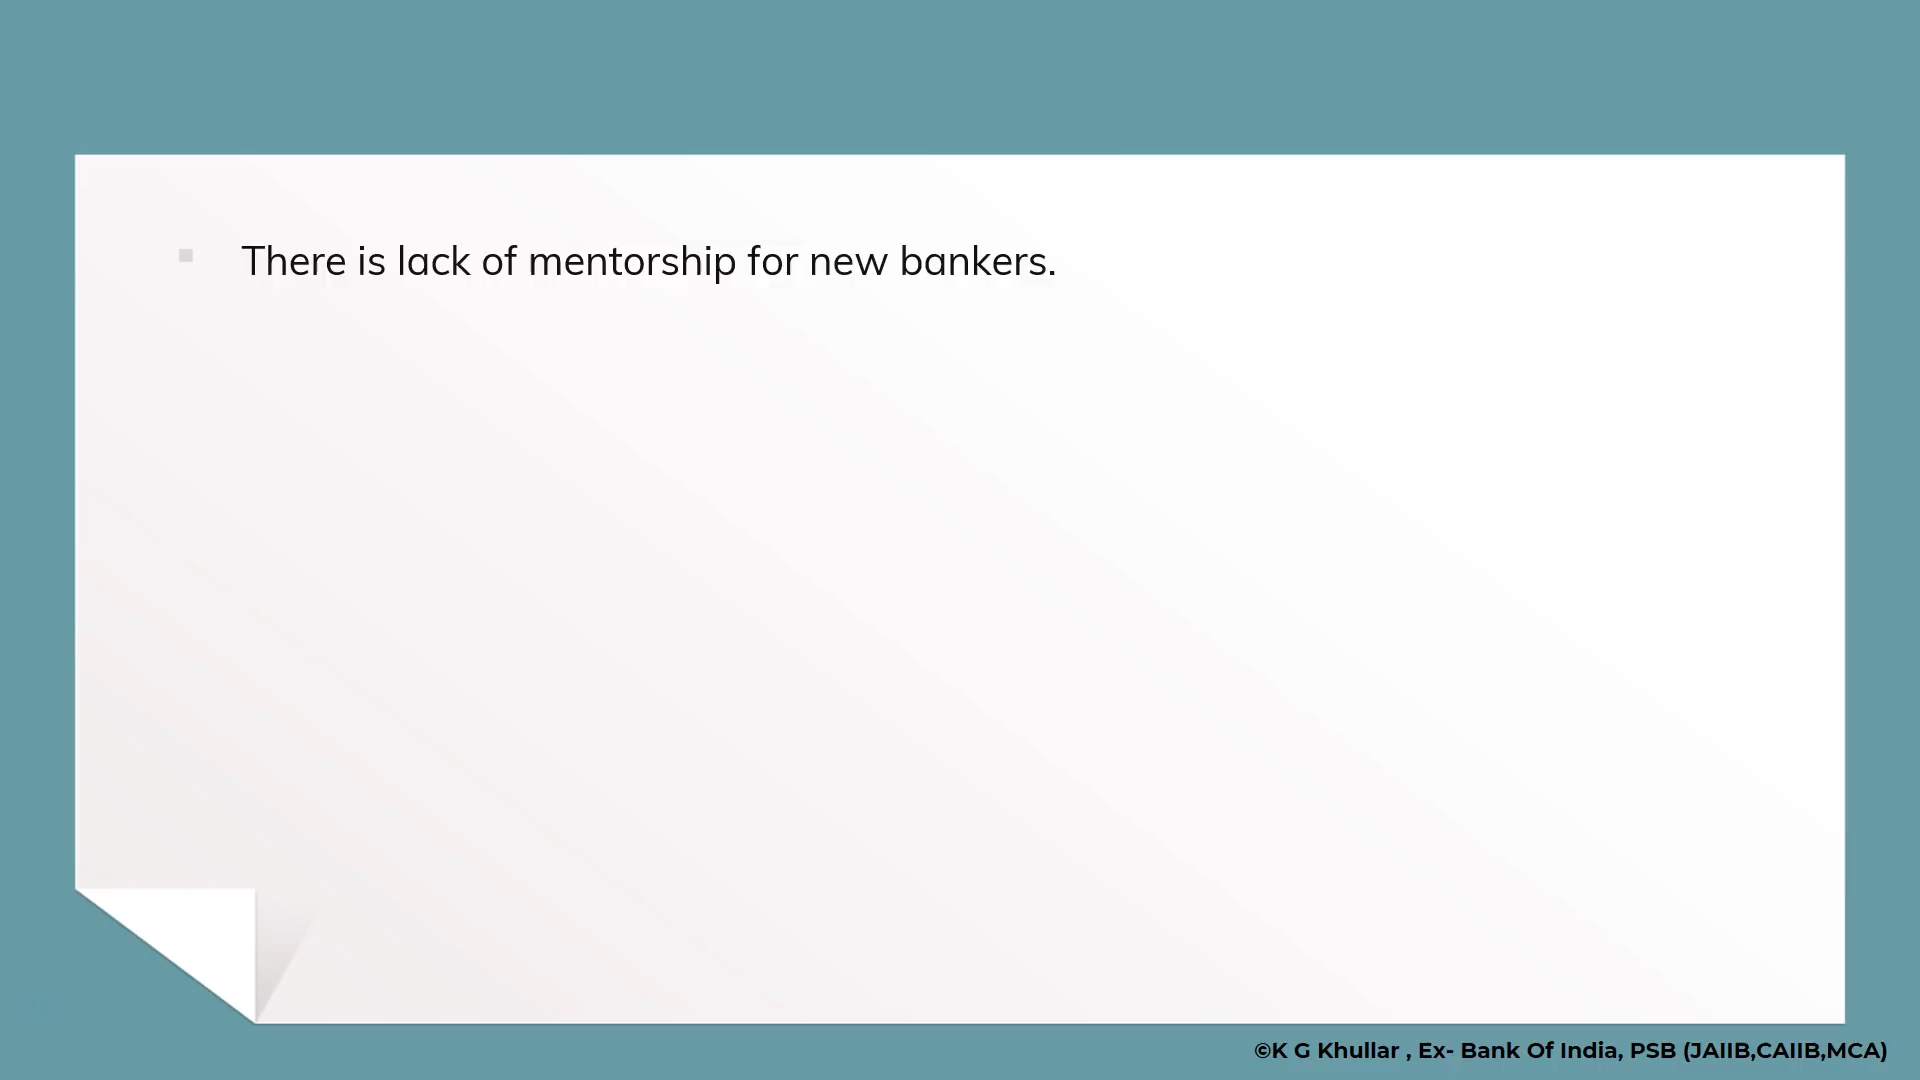 There is lack of mentorship for new bankers.
©K G Khullar , Ex- Bank Of India, PSB (JAIIB,CAIIB,MCA)